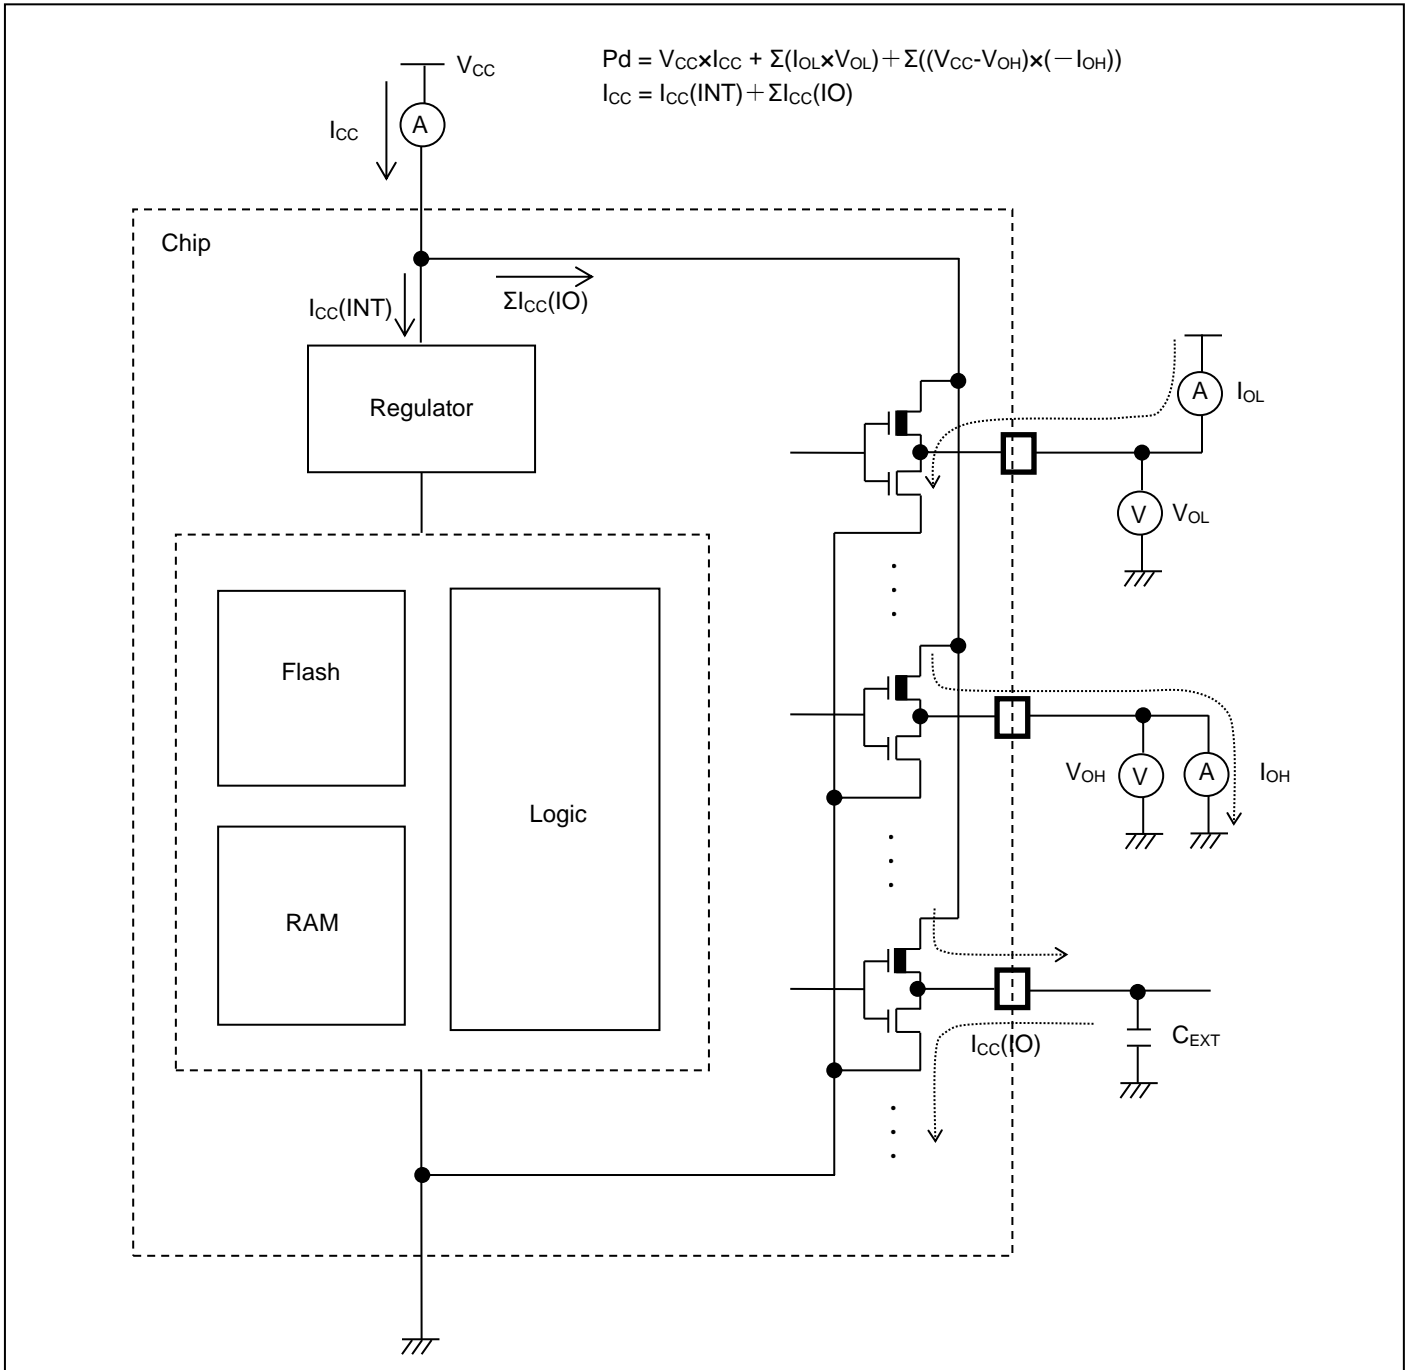 Pd = VCC×ICC + Σ(IOL×VOL)＋Σ((VCC-VOH)×(－IOH))
ICC = ICC(INT)＋ΣICC(IO)
VCC
ICC
A
Chip
ICC(INT)
ΣICC(IO)
Regulator
A
IOL
V
VOL
Flash
Logic
RAM
VOH
V
A
IOH
ICC(IO)
CEXT